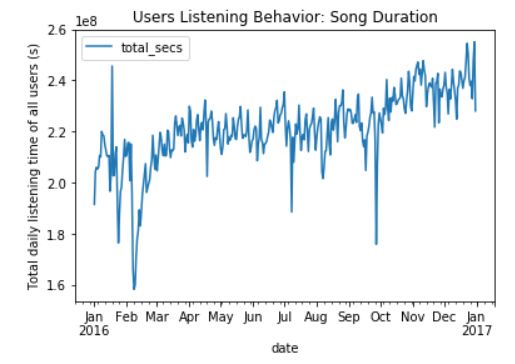 Users Listening Behavior: Song Duration
1e8
total_secs
Total daily listening time of all users (s)
2.6
2.4
2.2
2.0
1.8
1.6
Jan Feb Mar Apr May Jun Jul Aug Sep Oct Nov Dec Jan
2016 2017
date